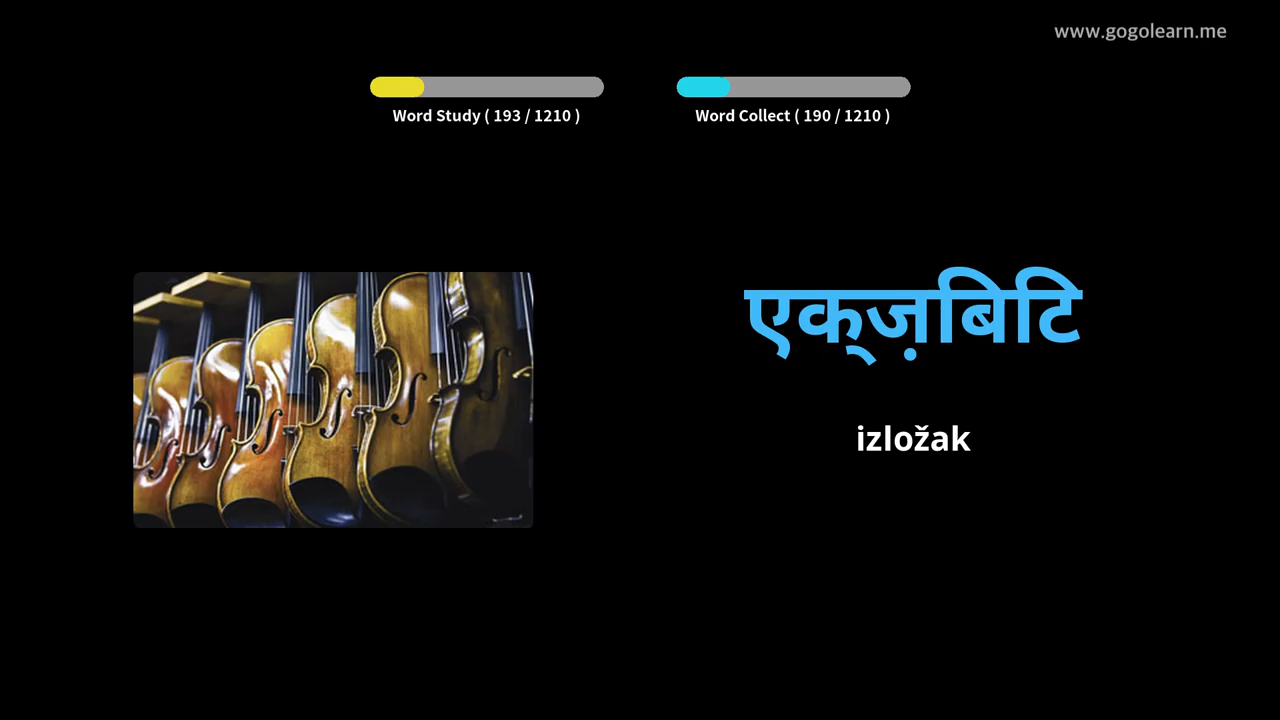 www.gogolearn.me
Word Study ( 193 / 1210 )
Word Collect ( 190 / 1210 )
एक्ज़बिटि
izložak